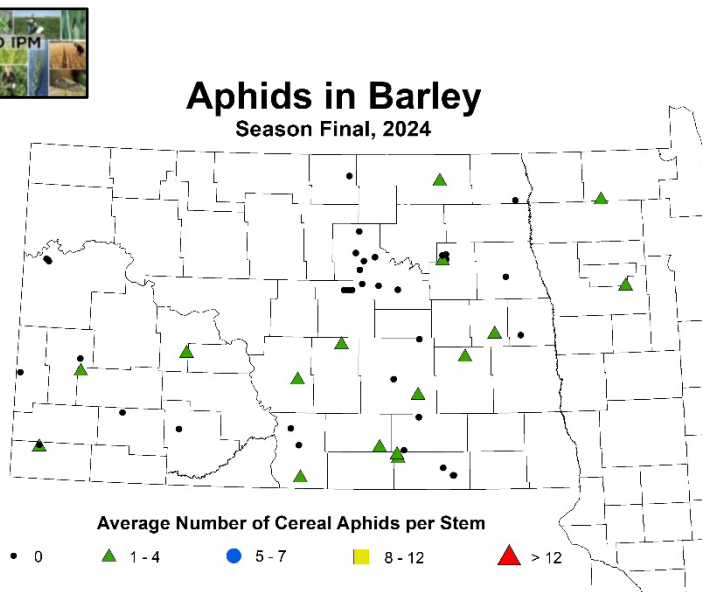 IPM
Aphids in Barley
Season Final, 2024
Average Number of Cereal Aphids per Stem
0 1 - 4 5 - 7 8 - 12 > 12